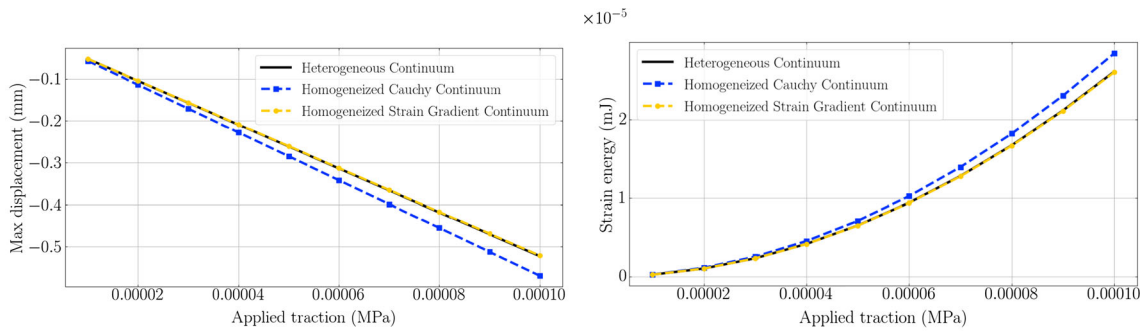 Heterogeneous Continuum
Homogeneized Cauchy Continuum
Homogeneized Strain Gradient Continuum
Max displacement (mm)
−0.1
−0.2
−0.3
−0.4
−0.5
0.00002
0.00004
0.00006
0.00008
0.00010
Applied traction (MPa)
×10⁻⁵
Heterogeneous Continuum
Homogeneized Cauchy Continuum
Homogeneized Strain Gradient Continuum
Strain energy (mJ)
2
1
0
0.00002
0.00004
0.00006
0.00008
0.00010
Applied traction (MPa)